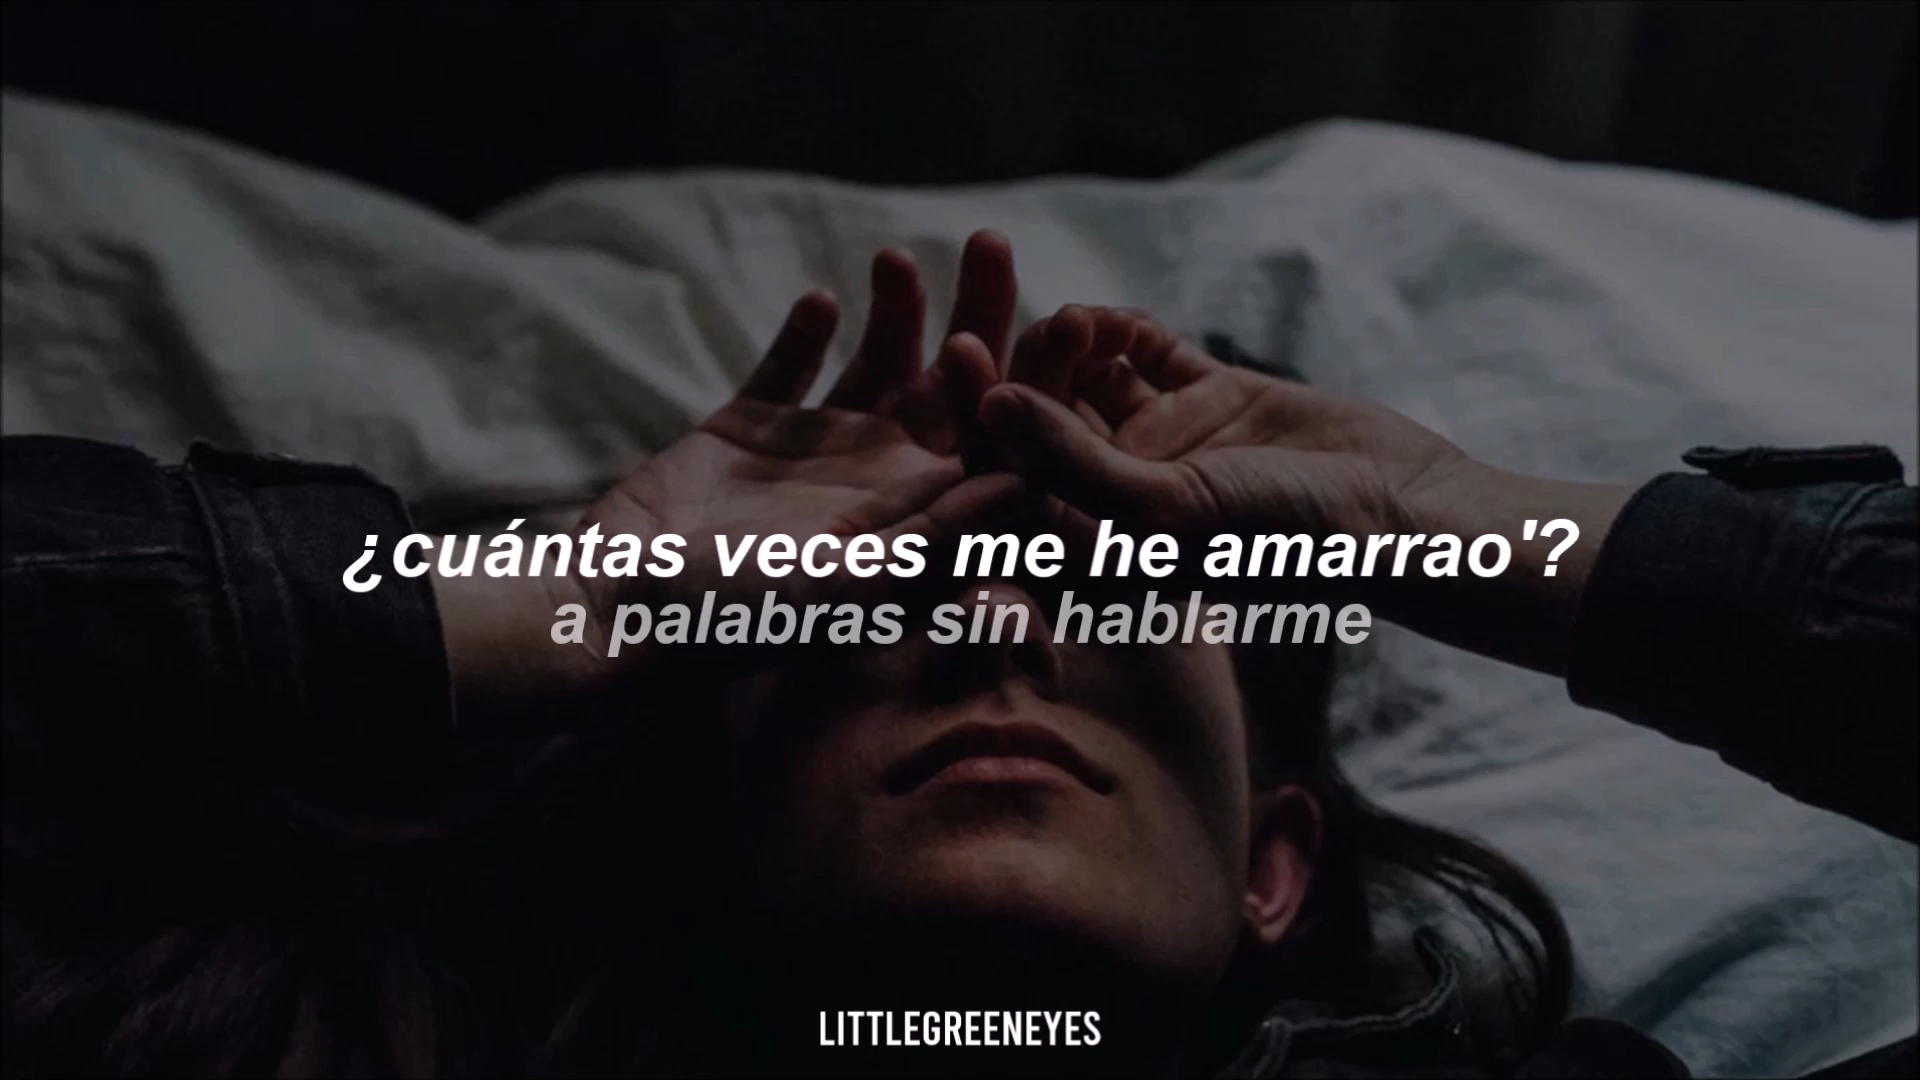 ¿cuántas veces me he amarrao'?
a palabras sin hablarme
LITTLEGREENEYES